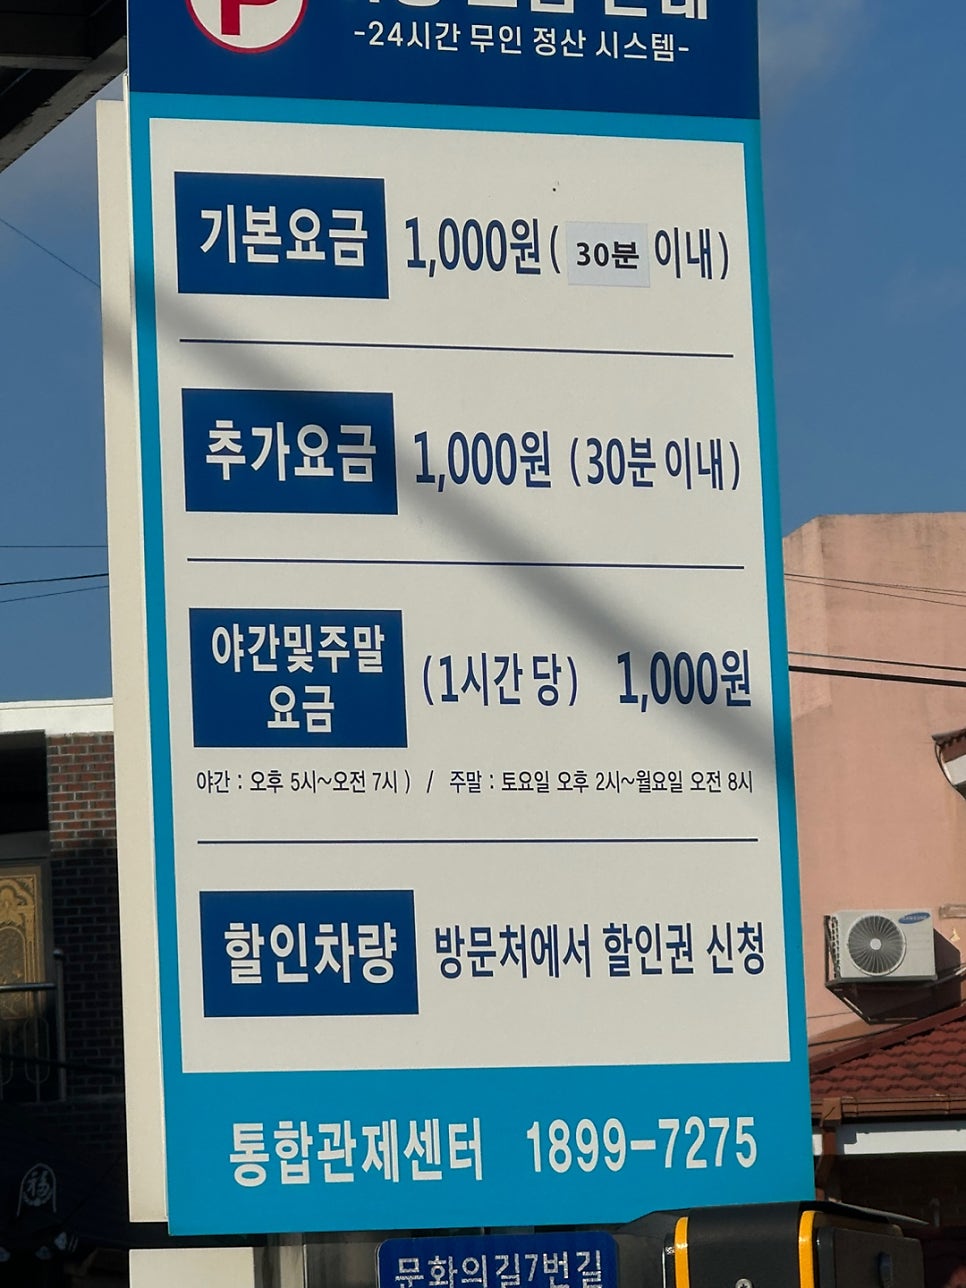 P
-24시간 무인 정산 시스템-
기본요금 1,000원 ( 30분 이내)
추가요금 1,000원 (30분 이내)
야간및주말
요금
(1시간 당) 1,000원
야간 : 오후 5시~오전 7시 ) / 주말 : 토요일 오후 2시~월요일 오전 8시
할인차량 방문처에서 할인권 신청
통합관제센터 1899-7275
문화의길7번길
SAMSUNG
福